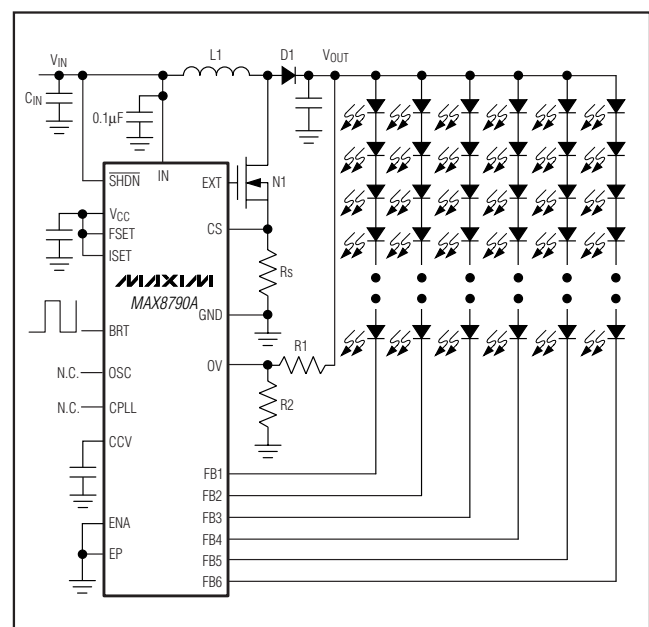 VIN
L1
D1
VOUT
CIN
0.1µF
SHDN
IN
EXT
N1
VCC
FSET
ISET
CS
MAXIM
MAX8790A
RS
GND
BRT
OV
R1
N.C.
OSC
R2
N.C.
CPLL
CCV
FB1
FB2
ENA
FB3
FB4
EP
FB5
FB6